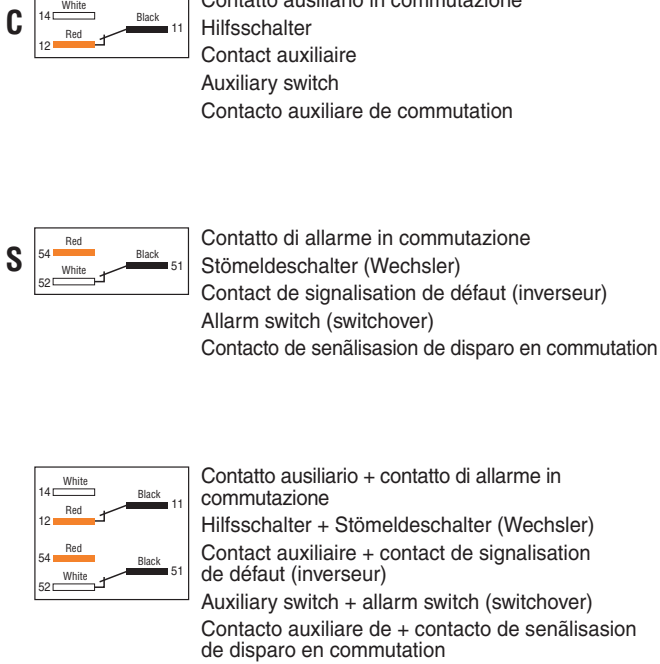 C
White
14
Black
11
Red
12
Contatto ausiliario in commutazione
Hilfsschalter
Contact auxiliaire
Auxiliary switch
Contacto auxiliare de commutation
S
Red
54
Black
51
White
52
Contatto di allarme in commutazione
Stömeldeschalter (Wechsler)
Contact de signalisation de défaut (inverseur)
Allarm switch (switchover)
Contacto de senãlisasion de disparo en commutation
White
14
Black
11
Red
12
Red
54
Black
51
White
52
Contatto ausiliario + contatto di allarme in
commutazione
Hilfsschalter + Stömeldeschalter (Wechsler)
Contact auxiliaire + contact de signalisation
de défaut (inverseur)
Auxiliary switch + allarm switch (switchover)
Contacto auxiliare de + contacto de senãlisasion
de disparo en commutation